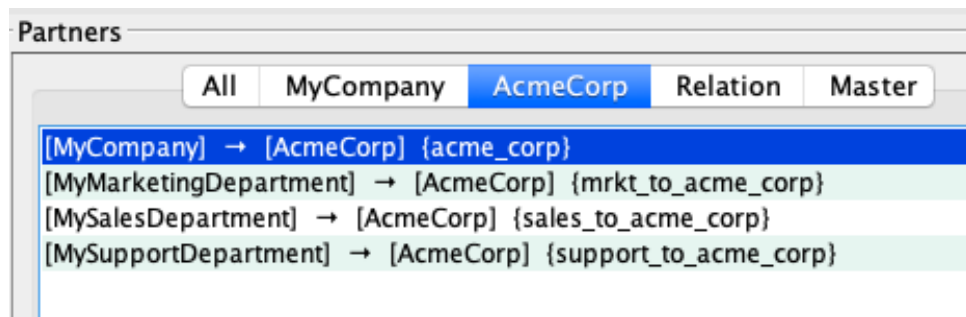 Partners
All MyCompany AcmeCorp Relation Master
[MyCompany] → [AcmeCorp] {acme_corp}
[MyMarketingDepartment] → [AcmeCorp] {mrkt_to_acme_corp}
[MySalesDepartment] → [AcmeCorp] {sales_to_acme_corp}
[MySupportDepartment] → [AcmeCorp] {support_to_acme_corp}